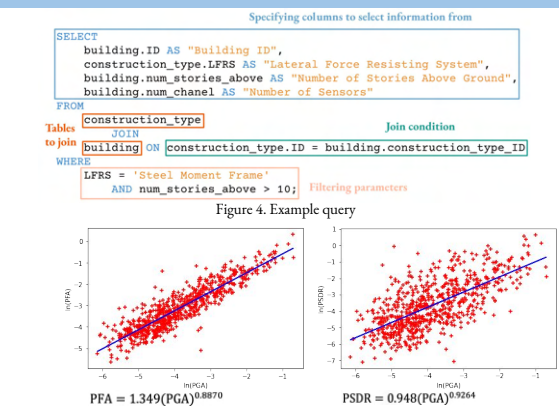 Specifying columns to select information from
SELECT
building.ID AS "Building ID",
construction_type.LFRS AS "Lateral Force Resisting System",
building.num_stories_above AS "Number of Stories Above Ground",
building.num_chanel AS "Number of Sensors"
FROM
construction_type
Tables to join
JOIN
Join condition
building ON construction_type.ID = building.construction_type_ID
WHERE
LFRS = 'Steel Moment Frame'
AND num_stories_above > 10;
Filtering parameters
Figure 4. Example query
0
−1
−2
−3
−4
−5
ln(PFA)
−6
−5
−4
−3
−2
−1
ln(PGA)
PFA = 1.349(PGA)^0.8870
1
0
−1
−2
−3
−4
−5
−6
−7
ln(PSDR)
−6
−5
−4
−3
−2
−1
ln(PGA)
PSDR = 0.948(PGA)^0.9264